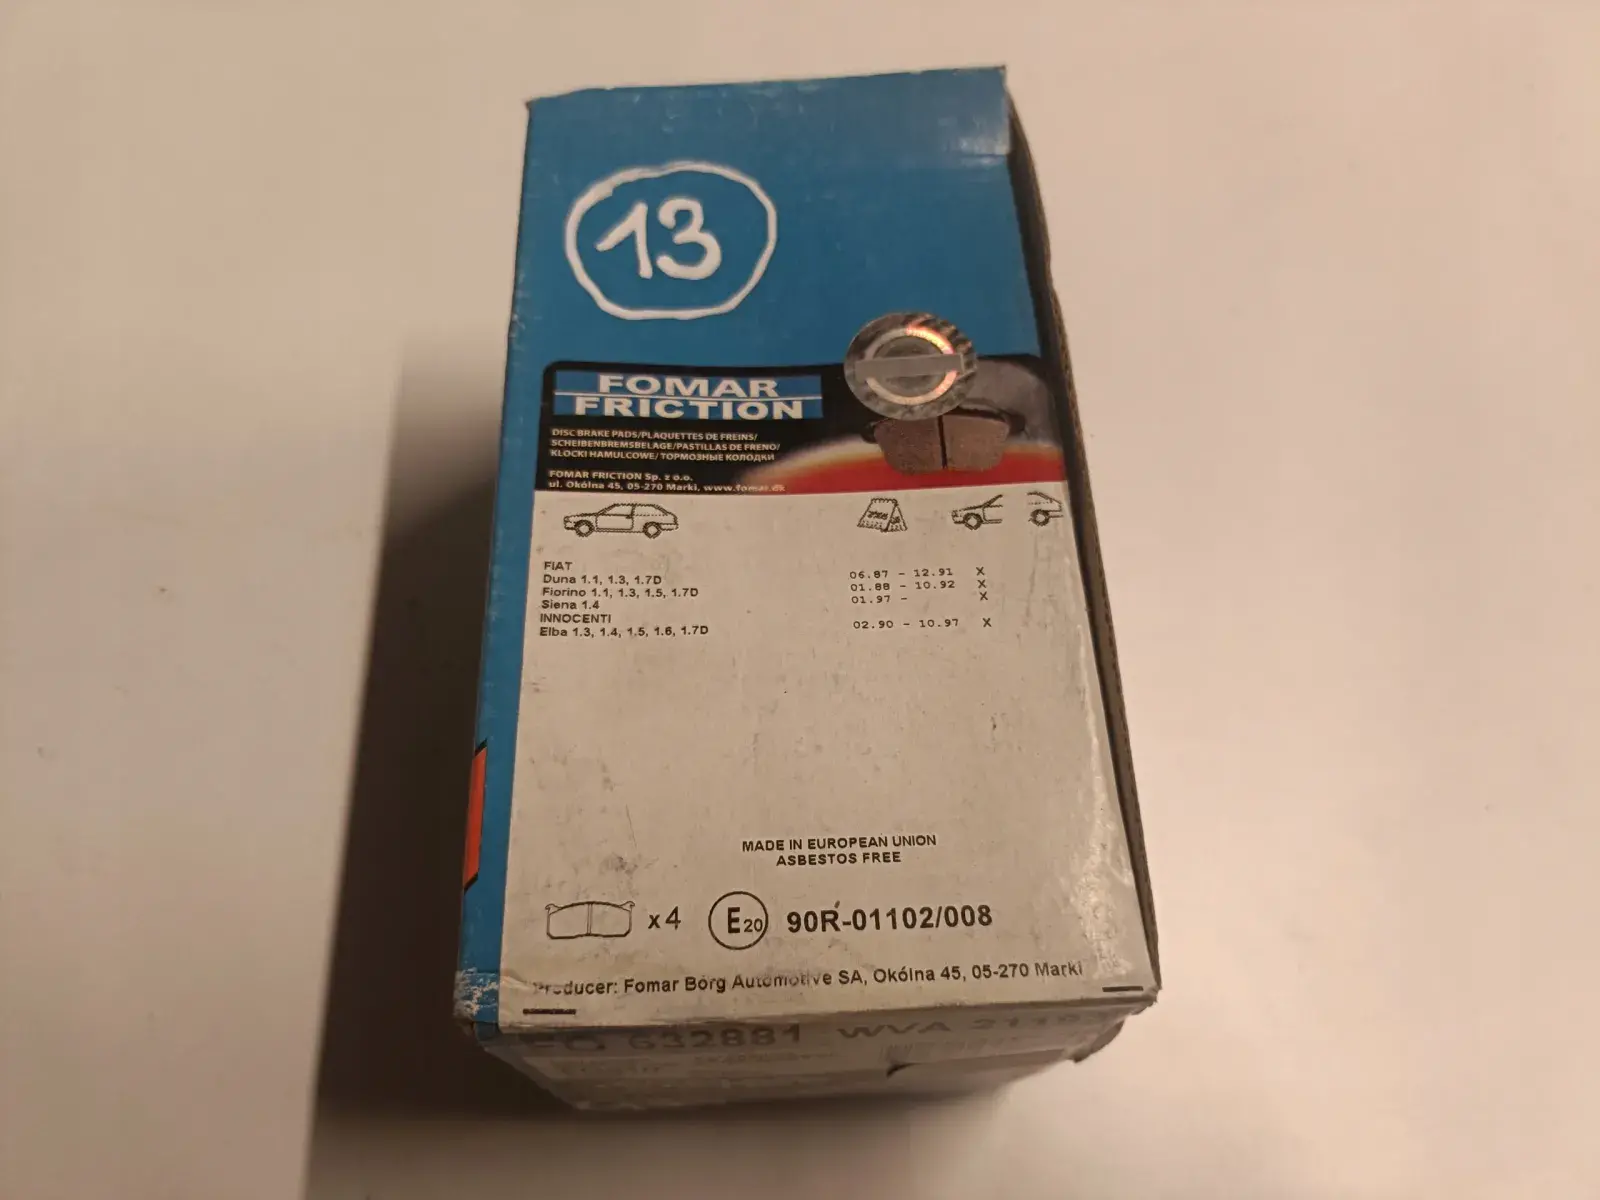 13
FOMAR
FRICTION
DISC BRAKE PADS/PLAQUETTES DE FREINS/
SCHEIBENBREMSBELAGE/PASTILLAS DE FRENO/
KLOCKI HAMULCOWE/ ТОРМОЗНЫЕ КОЛОДКИ
FOMAR FRICTION Sp. z o.o.
ul. Okólna 45, 05-270 Marki, www.fomar.dk
FIAT
Duna 1.1, 1.3, 1.7D 06.87 - 12.91 X
Fiorino 1.1, 1.3, 1.5, 1.7D 01.88 - 10.92 X
Siena 1.4 01.97 - X
INNOCENTI
Elba 1.3, 1.4, 1.5, 1.6, 1.7D 02.90 - 10.97 X
MADE IN EUROPEAN UNION
ASBESTOS FREE
x4 E20 90R-01102/008
Producer: Fomar Borg Automotive SA, Okólna 45, 05-270 Marki
FO 632881 WVA